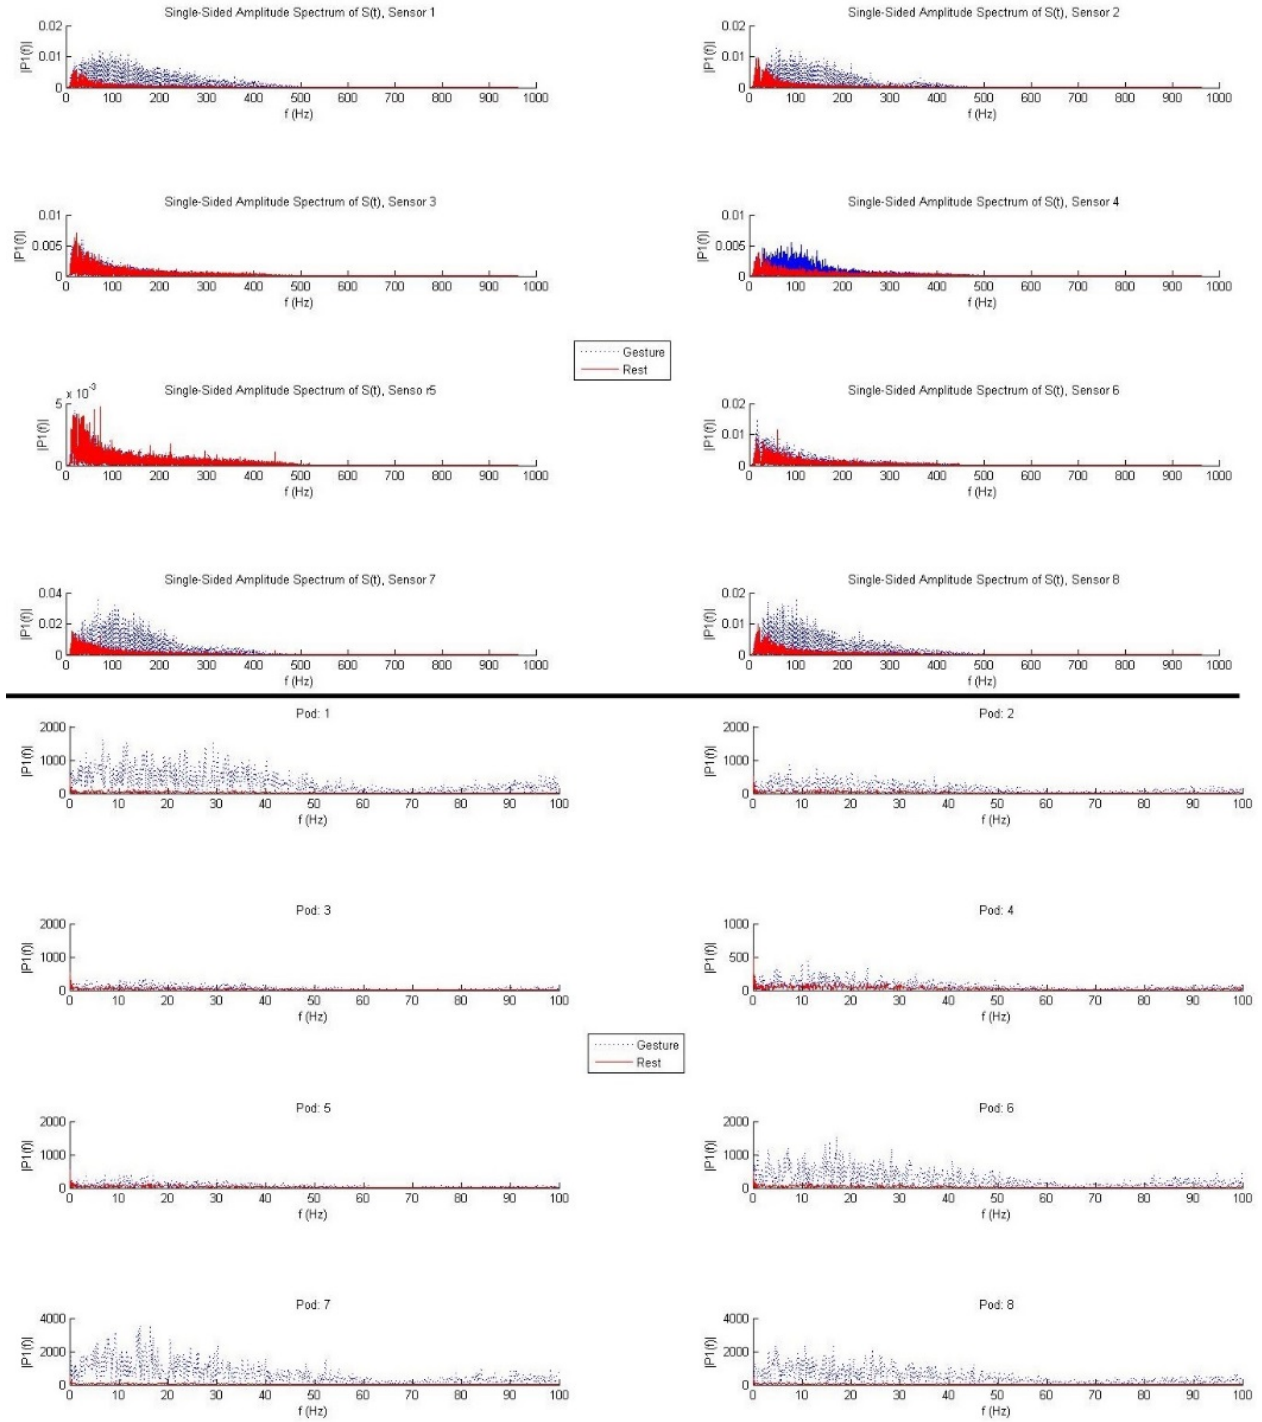 Single-Sided Amplitude Spectrum of S(t), Sensor 1
0.02
0.01
0
|P1(f)|
0 100 200 300 400 500 600 700 800 900 1000
f (Hz)
Single-Sided Amplitude Spectrum of S(t), Sensor 2
0.02
0.01
0
|P1(f)|
0 100 200 300 400 500 600 700 800 900 1000
f (Hz)
Single-Sided Amplitude Spectrum of S(t), Sensor 3
0.01
0.005
0
|P1(f)|
0 100 200 300 400 500 600 700 800 900 1000
f (Hz)
Single-Sided Amplitude Spectrum of S(t), Sensor 4
0.01
0.005
0
|P1(f)|
0 100 200 300 400 500 600 700 800 900 1000
f (Hz)
Gesture
Rest
Single-Sided Amplitude Spectrum of S(t), Senso r5
5 x 10⁻³
0
|P1(f)|
0 100 200 300 400 500 600 700 800 900 1000
f (Hz)
Single-Sided Amplitude Spectrum of S(t), Sensor 6
0.02
0.01
0
|P1(f)|
0 100 200 300 400 500 600 700 800 900 1000
f (Hz)
Single-Sided Amplitude Spectrum of S(t), Sensor 7
0.04
0.02
0
|P1(f)|
0 100 200 300 400 500 600 700 800 900 1000
f (Hz)
Single-Sided Amplitude Spectrum of S(t), Sensor 8
0.02
0.01
0
|P1(f)|
0 100 200 300 400 500 600 700 800 900 1000
f (Hz)
Pod: 1
2000
1000
0
|P1(f)|
0 10 20 30 40 50 60 70 80 90 100
f (Hz)
Pod: 2
2000
1000
0
|P1(f)|
0 10 20 30 40 50 60 70 80 90 100
f (Hz)
Pod: 3
2000
1000
0
|P1(f)|
0 10 20 30 40 50 60 70 80 90 100
f (Hz)
Pod: 4
1000
500
0
|P1(f)|
0 10 20 30 40 50 60 70 80 90 100
f (Hz)
Gesture
Rest
Pod: 5
2000
1000
0
|P1(f)|
0 10 20 30 40 50 60 70 80 90 100
f (Hz)
Pod: 6
2000
1000
0
|P1(f)|
0 10 20 30 40 50 60 70 80 90 100
f (Hz)
Pod: 7
4000
2000
0
|P1(f)|
0 10 20 30 40 50 60 70 80 90 100
f (Hz)
Pod: 8
4000
2000
0
|P1(f)|
0 10 20 30 40 50 60 70 80 90 100
f (Hz)